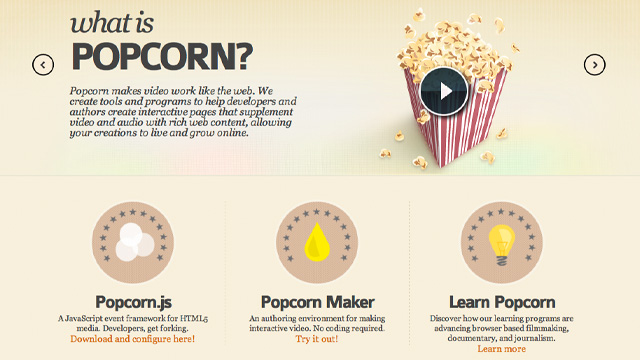 what is
POPCORN?
Popcorn makes video work like the web. We
create tools and programs to help developers and
authors create interactive pages that supplement
video and audio with rich web content, allowing
your creations to live and grow online.
Popcorn.js
A JavaScript event framework for HTML5
media. Developers, get forking.
Download and configure here!
Popcorn Maker
An authoring environment for making
interactive video. No coding required.
Try it out!
Learn Popcorn
Discover how our learning programs are
advancing browser based filmmaking,
documentary, and journalism.
Learn more